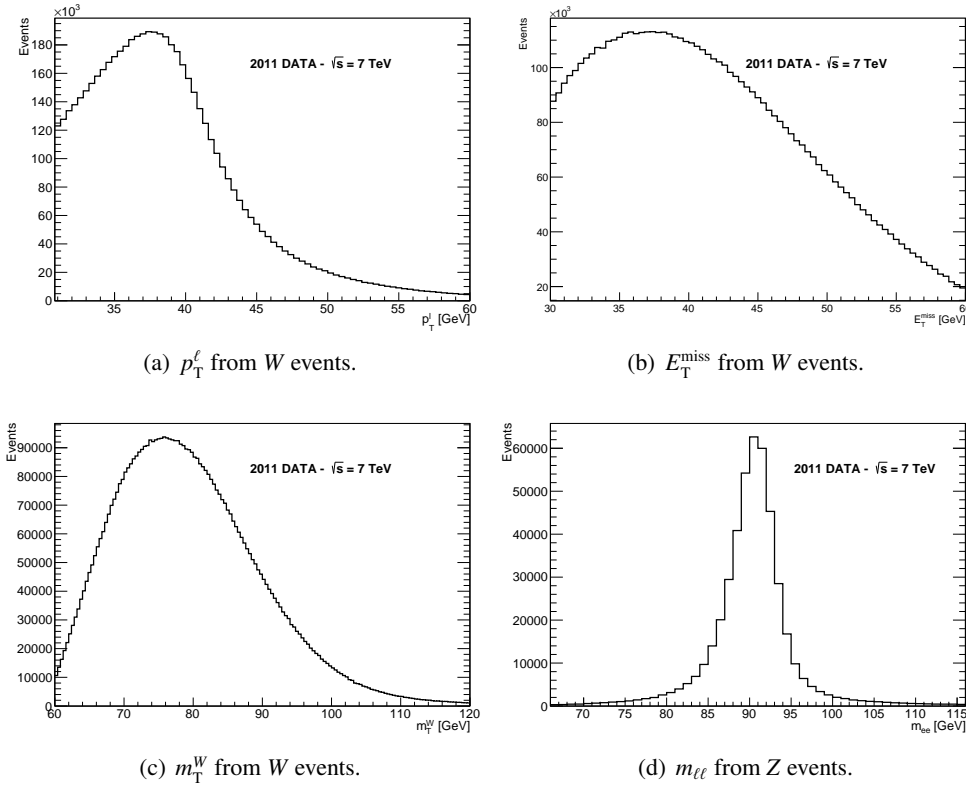 ×10³
Events
180
160
140
120
100
80
60
40
20
0
2011 DATA - √s = 7 TeV
35 40 45 50 55 60
p_T^l [GeV]
(a) p_T^ℓ from W events.
×10³
Events
100
80
60
40
20
2011 DATA - √s = 7 TeV
30 35 40 45 50 55 60
E_T^miss [GeV]
(b) E_T^miss from W events.
Events
90000
80000
70000
60000
50000
40000
30000
20000
10000
0
2011 DATA - √s = 7 TeV
60 70 80 90 100 110 120
m_T^W [GeV]
(c) m_T^W from W events.
Events
60000
50000
40000
30000
20000
10000
0
2011 DATA - √s = 7 TeV
70 75 80 85 90 95 100 105 110 115
m_ee [GeV]
(d) m_ℓℓ from Z events.